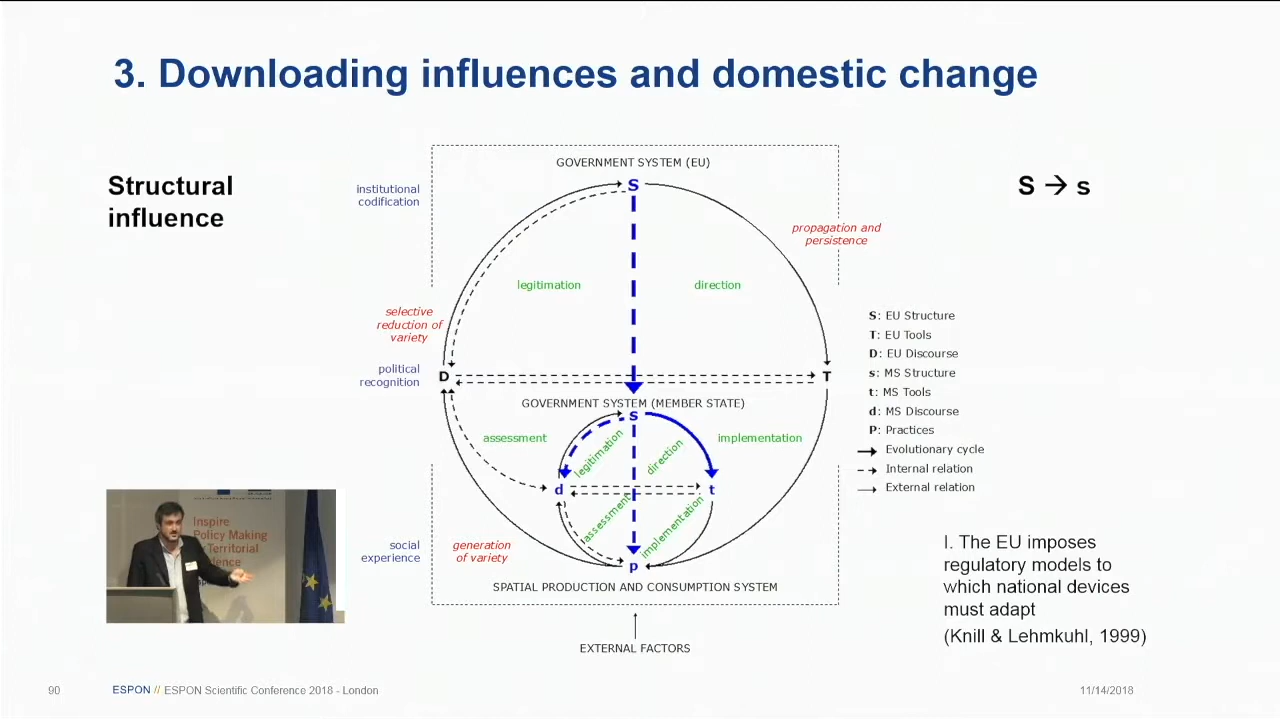 3. Downloading influences and domestic change
Structural
influence
S → s
GOVERNMENT SYSTEM (EU)
institutional
codification
S
propagation and
persistence
legitimation
direction
selective
reduction of
variety
political
recognition
D
T
S: EU Structure
T: EU Tools
D: EU Discourse
s: MS Structure
t: MS Tools
d: MS Discourse
P: Practices
Evolutionary cycle
Internal relation
External relation
GOVERNMENT SYSTEM (MEMBER STATE)
s
assessment
implementation
legitimation
direction
d
t
assessment
implementation
social
experience
generation
of variety
p
SPATIAL PRODUCTION AND CONSUMPTION SYSTEM
EXTERNAL FACTORS
Inspire
Policy Making
Territorial
I. The EU imposes
regulatory models to
which national devices
must adapt
(Knill & Lehmkuhl, 1999)
90
ESPON // ESPON Scientific Conference 2018 - London
11/14/2018